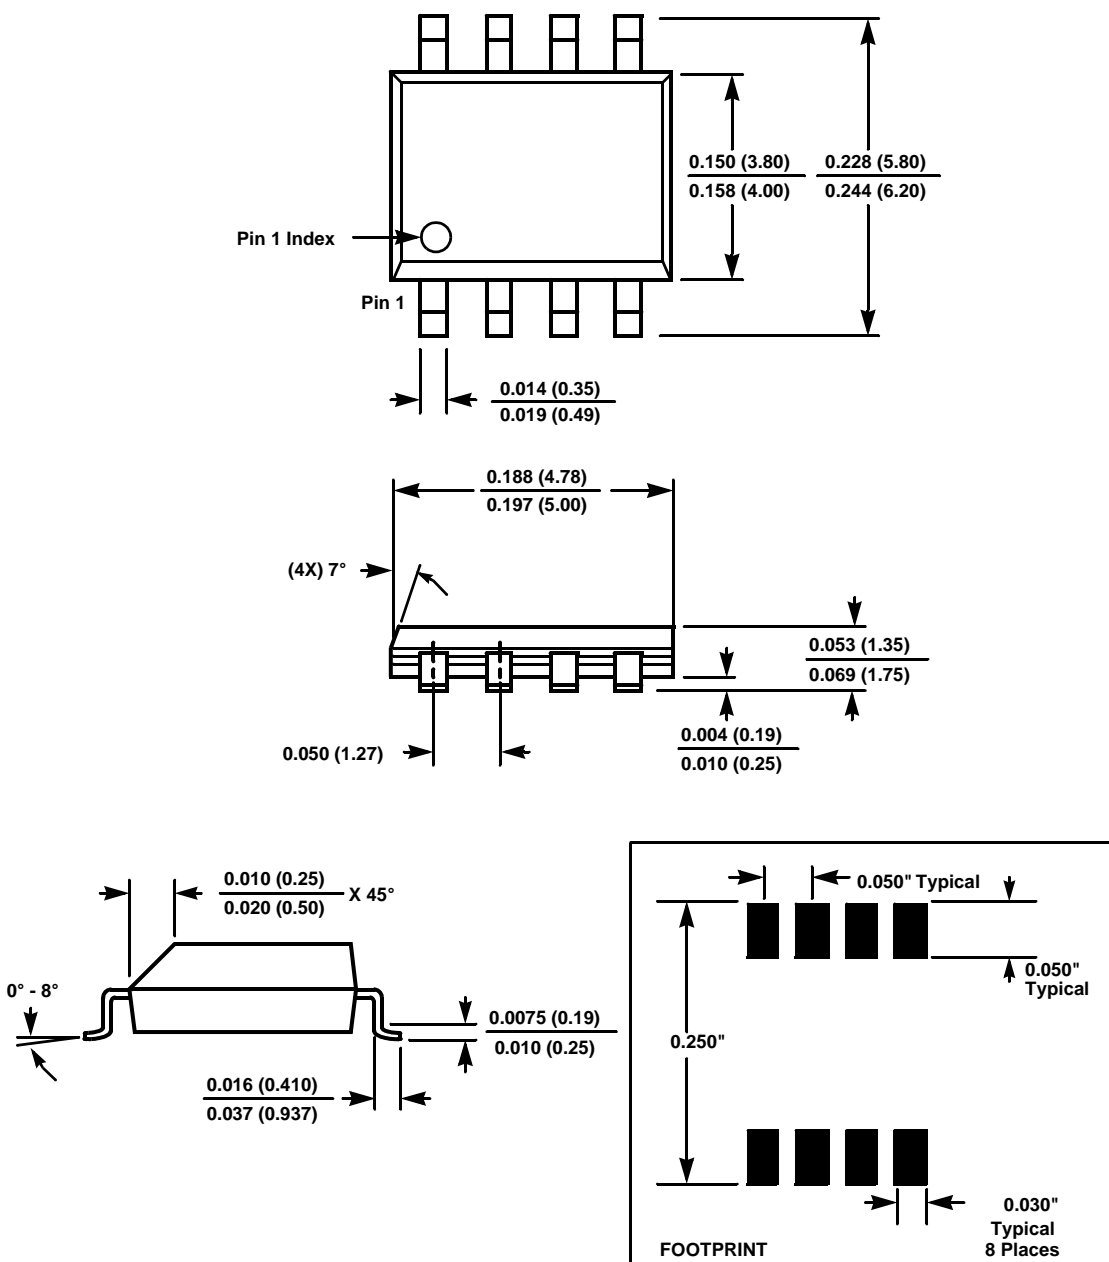 0.150 (3.80)
0.158 (4.00)
0.228 (5.80)
0.244 (6.20)
Pin 1 Index
Pin 1
0.014 (0.35)
0.019 (0.49)
0.188 (4.78)
0.197 (5.00)
(4X) 7°
0.053 (1.35)
0.069 (1.75)
0.004 (0.19)
0.010 (0.25)
0.050 (1.27)
0.010 (0.25)
0.020 (0.50)
X 45°
0° - 8°
0.0075 (0.19)
0.010 (0.25)
0.016 (0.410)
0.037 (0.937)
0.050" Typical
0.050"
Typical
0.250"
0.030"
Typical
8 Places
FOOTPRINT